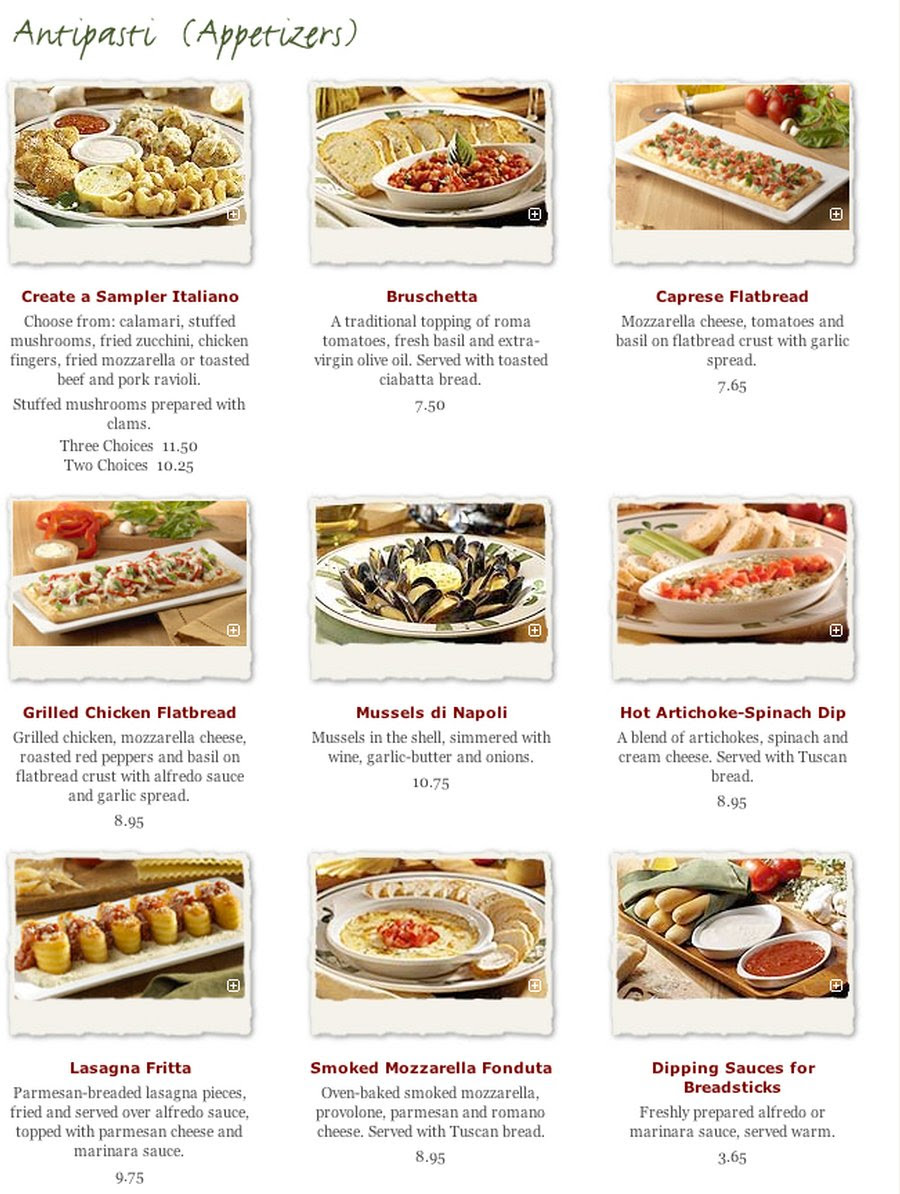 Antipasti (Appetizers)
Create a Sampler Italiano
Choose from: calamari, stuffed
mushrooms, fried zucchini, chicken
fingers, fried mozzarella or toasted
beef and pork ravioli.
Stuffed mushrooms prepared with
clams.
Three Choices 11.50
Two Choices 10.25
Bruschetta
A traditional topping of roma
tomatoes, fresh basil and extra-
virgin olive oil. Served with toasted
ciabatta bread.
7.50
Caprese Flatbread
Mozzarella cheese, tomatoes and
basil on flatbread crust with garlic
spread.
7.65
Grilled Chicken Flatbread
Grilled chicken, mozzarella cheese,
roasted red peppers and basil on
flatbread crust with alfredo sauce
and garlic spread.
8.95
Mussels di Napoli
Mussels in the shell, simmered with
wine, garlic-butter and onions.
10.75
Hot Artichoke-Spinach Dip
A blend of artichokes, spinach and
cream cheese. Served with Tuscan
bread.
8.95
Lasagna Fritta
Parmesan-breaded lasagna pieces,
fried and served over alfredo sauce,
topped with parmesan cheese and
marinara sauce.
9.75
Smoked Mozzarella Fonduta
Oven-baked smoked mozzarella,
provolone, parmesan and romano
cheese. Served with Tuscan bread.
8.95
Dipping Sauces for
Breadsticks
Freshly prepared alfredo or
marinara sauce, served warm.
3.65